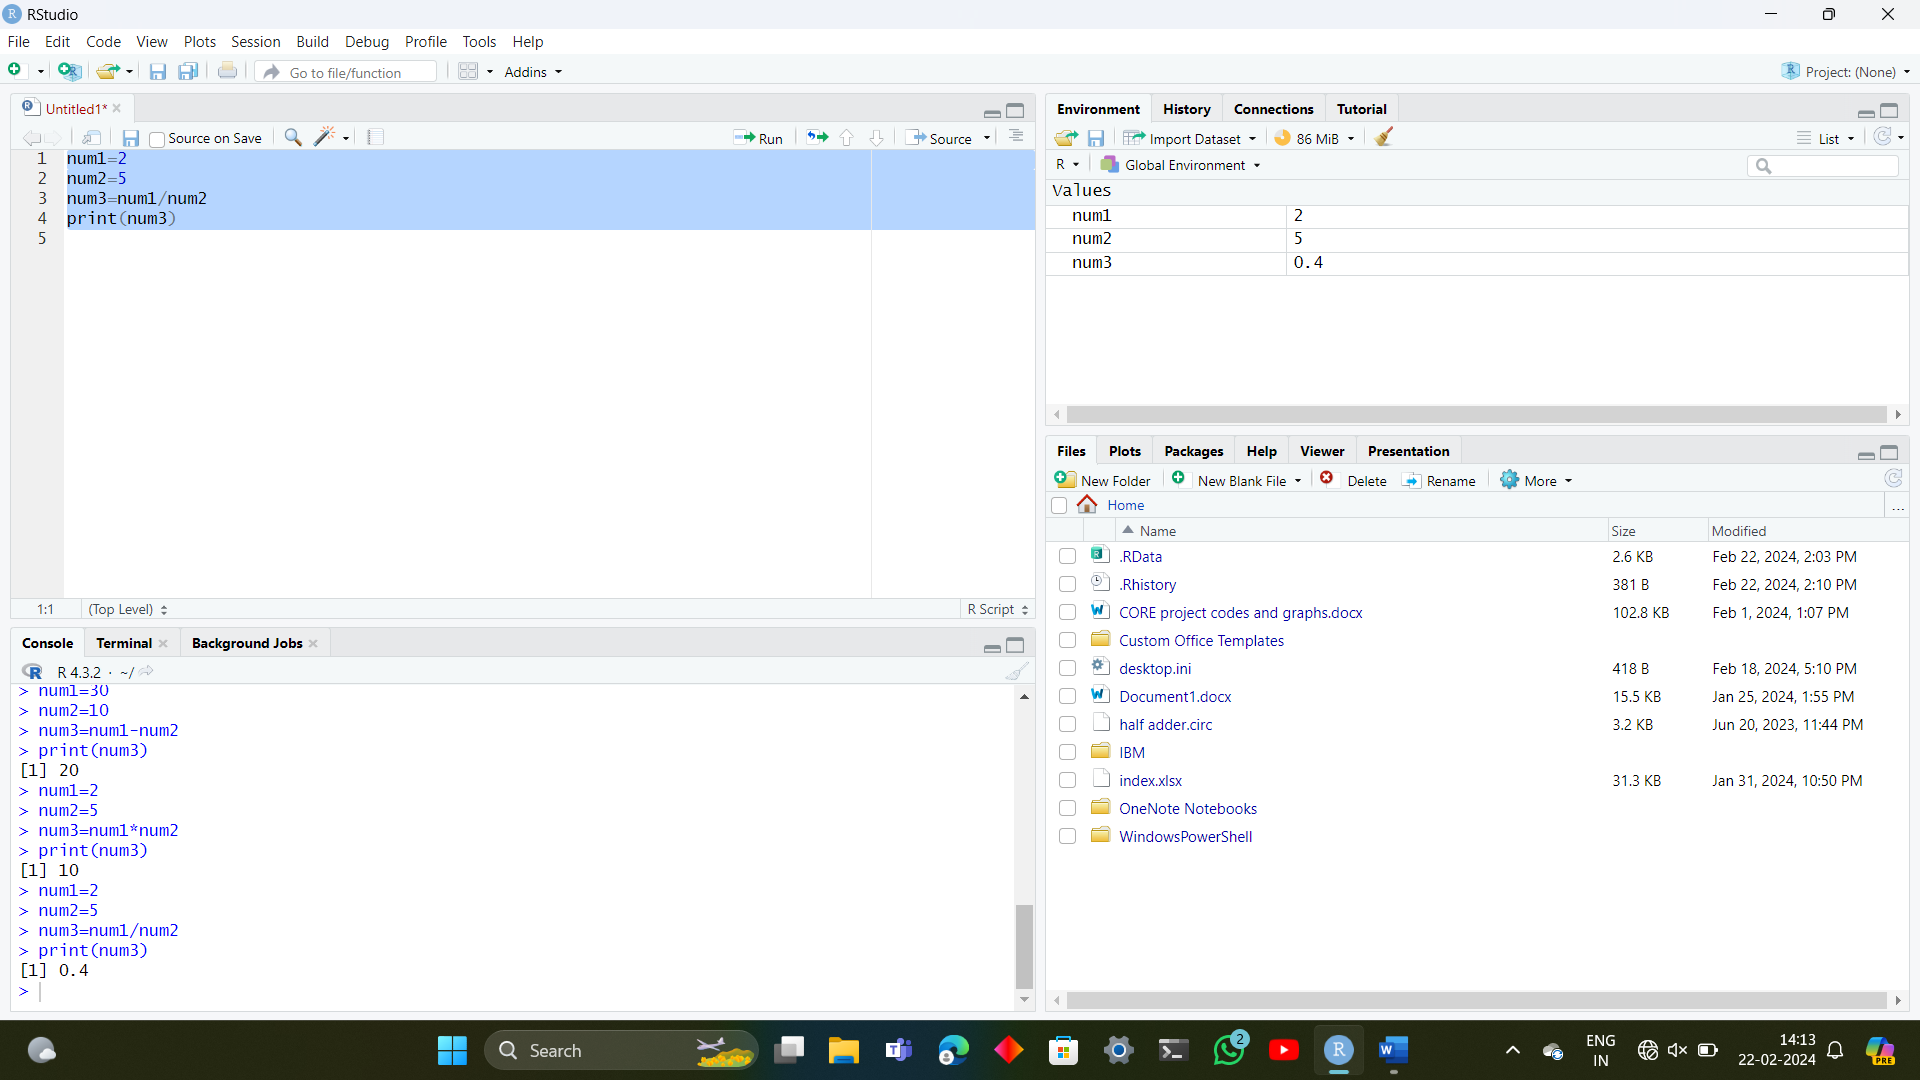 RStudio
File Edit Code View Plots Session Build Debug Profile Tools Help
Go to file/function Addins Project: (None)
Untitled1*
Source on Save Run Source
1 num1=2
2 num2=5
3 num3=num1/num2
4 print(num3)
5
1:1 (Top Level) R Script
Console Terminal Background Jobs
R 4.3.2 · ~/
> num1=30
> num2=10
> num3=num1-num2
> print(num3)
[1] 20
> num1=2
> num2=5
> num3=num1*num2
> print(num3)
[1] 10
> num1=2
> num2=5
> num3=num1/num2
> print(num3)
[1] 0.4
>
Environment History Connections Tutorial
Import Dataset 86 MiB List
R Global Environment
Values
num1 2
num2 5
num3 0.4
Files Plots Packages Help Viewer Presentation
New Folder New Blank File Delete Rename More
Home ...
Name Size Modified
.RData 2.6 KB Feb 22, 2024, 2:03 PM
.Rhistory 381 B Feb 22, 2024, 2:10 PM
CORE project codes and graphs.docx 102.8 KB Feb 1, 2024, 1:07 PM
Custom Office Templates
desktop.ini 418 B Feb 18, 2024, 5:10 PM
Document1.docx 15.5 KB Jan 25, 2024, 1:55 PM
half adder.circ 3.2 KB Jun 20, 2023, 11:44 PM
IBM
index.xlsx 31.3 KB Jan 31, 2024, 10:50 PM
OneNote Notebooks
WindowsPowerShell
Search 2 ENG 14:13
IN 22-02-2024 PRE